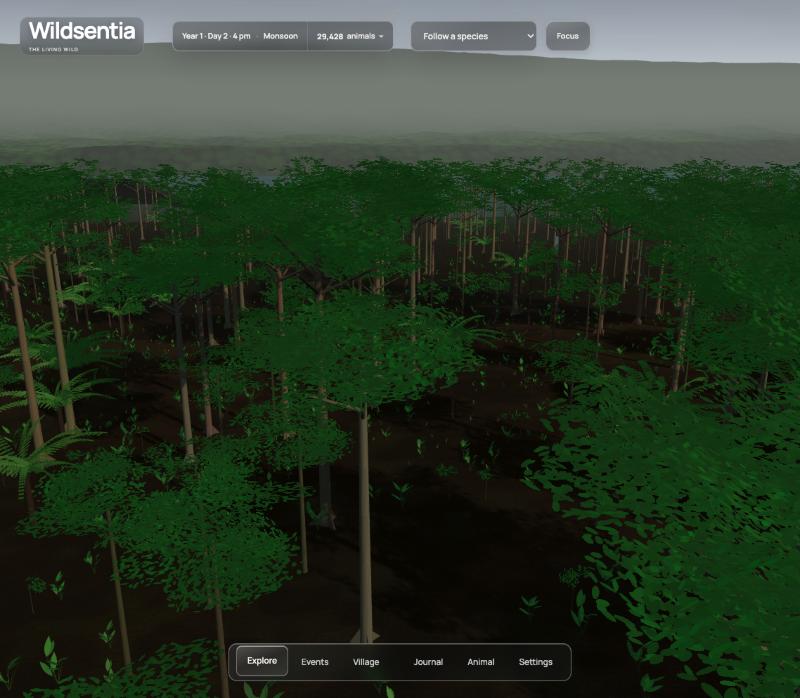 Wildsentia
THE LIVING WILD
Year 1 · Day 2 · 4 pm · Monsoon
29,428 animals
Follow a species
Focus
Explore
Events
Village
Journal
Animal
Settings